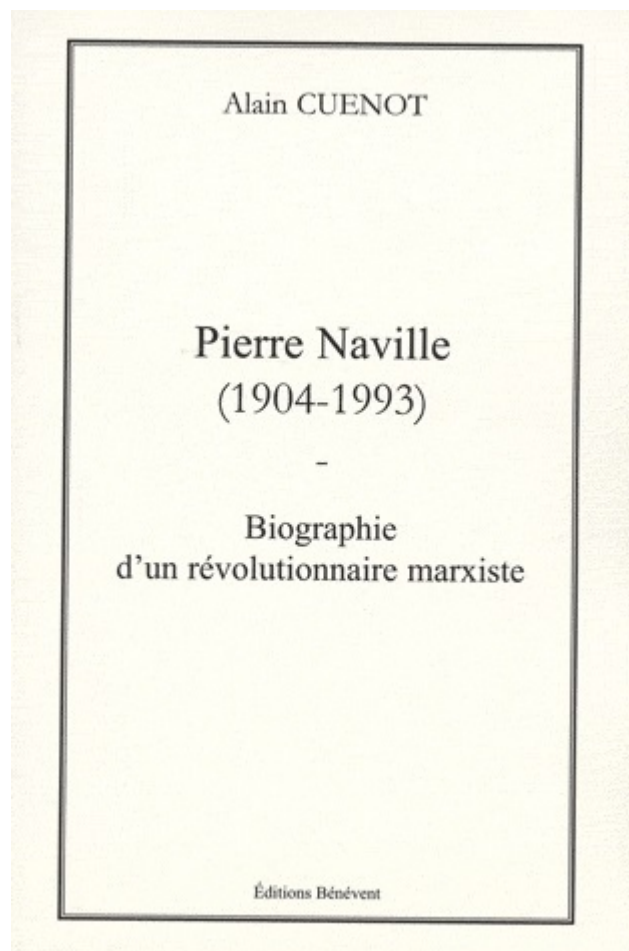 Alain CUENOT
Pierre Naville
(1904-1993)
-
Biographie
d'un révolutionnaire marxiste
Éditions Bénévent